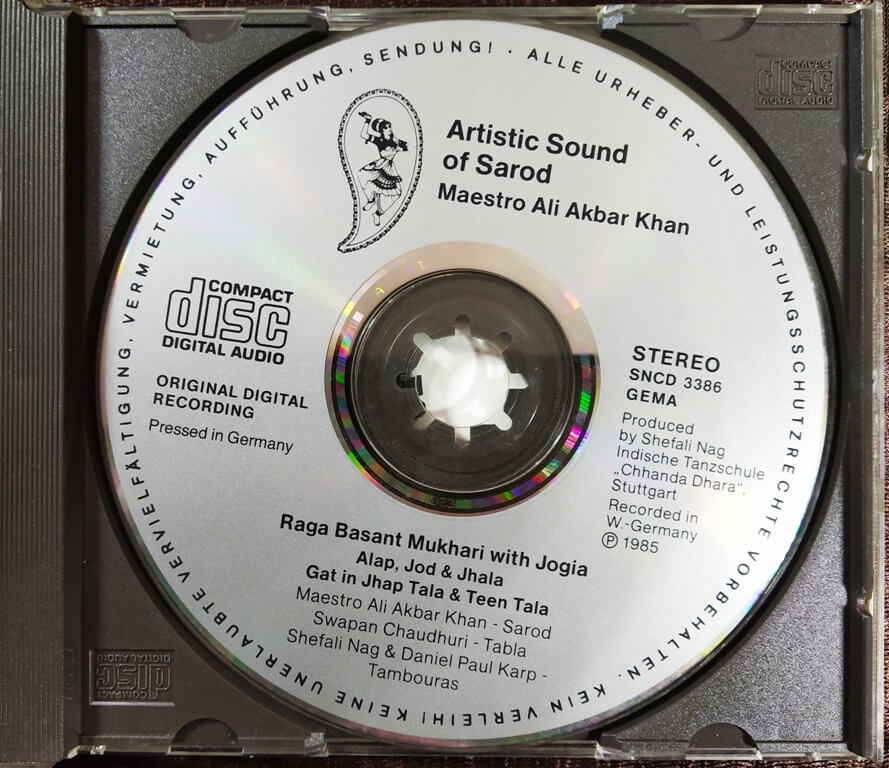 ALLE URHEBER- UND LEISTUNGSSCHUTZRECHTE VORBEHALTEN. KEIN VERLEIH! KEINE UNERLAUBTE VERVIELFÄLTIGUNG, VERMIETUNG, AUFFÜHRUNG, SENDUNG! ·
Artistic Sound
of Sarod
Maestro Ali Akbar Khan
COMPACT
disc
DIGITAL AUDIO
ORIGINAL DIGITAL
RECORDING
Pressed in Germany
STEREO
SNCD 3386
GEMA
Produced
by Shefali Nag
Indische Tanzschule
„Chhanda Dhara“,
Stuttgart
Recorded in
W.-Germany
Ⓟ 1985
Raga Basant Mukhari with Jogia
Alap, Jod & Jhala
Gat in Jhap Tala & Teen Tala
Maestro Ali Akbar Khan - Sarod
Swapan Chaudhuri - Tabla
Shefali Nag & Daniel Paul Karp -
Tambouras
COMPACT
disc
DIGITAL AUDIO
COMPACT
disc
DIGITAL AUDIO